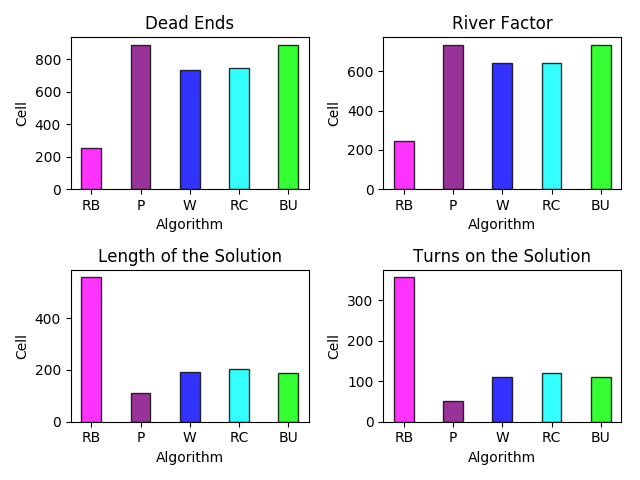 Dead Ends
Cell
800
600
400
200
0
RB P W RC BU
Algorithm
River Factor
Cell
600
400
200
0
RB P W RC BU
Algorithm
Length of the Solution
Cell
400
200
0
RB P W RC BU
Algorithm
Turns on the Solution
Cell
300
200
100
0
RB P W RC BU
Algorithm